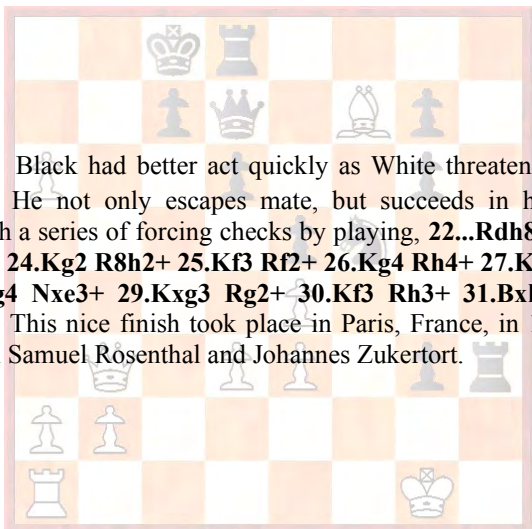 Black had better act quickly as White threaten
He not only escapes mate, but succeeds in h
h a series of forcing checks by playing, 22...Rdh8
24.Kg2 R8h2+ 25.Kf3 Rf2+ 26.Kg4 Rh4+ 27.K
g4 Nxe3+ 29.Kxg3 Rg2+ 30.Kf3 Rh3+ 31.Bxl
This nice finish took place in Paris, France, in
Samuel Rosenthal and Johannes Zukertort.